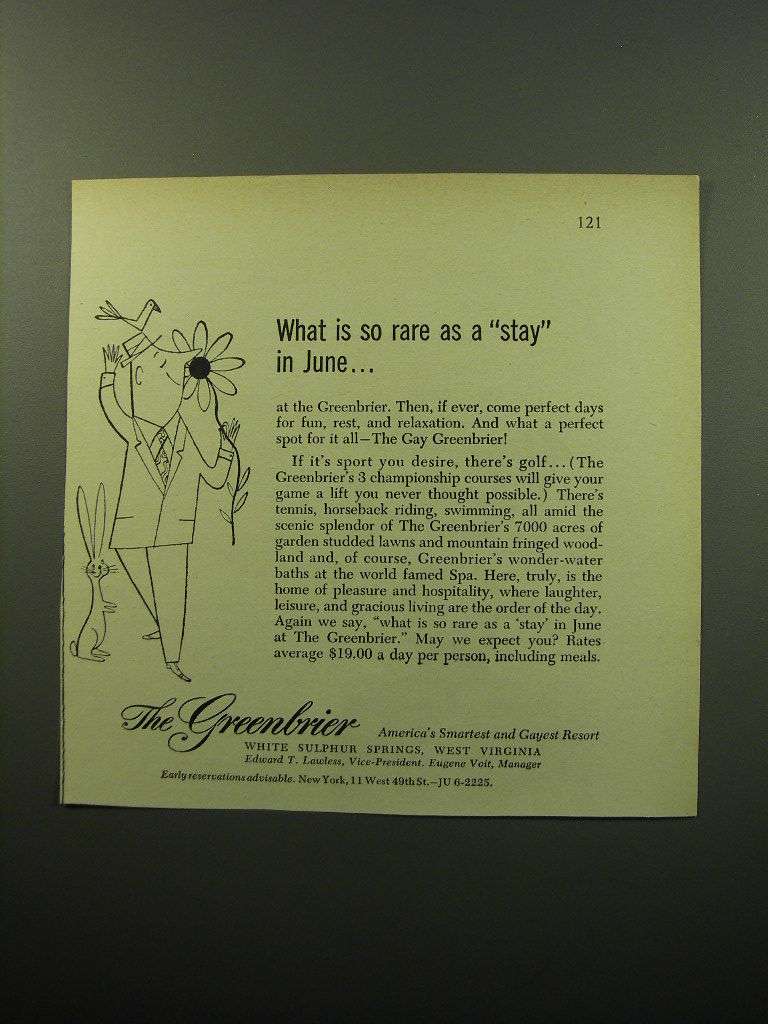 121
What is so rare as a "stay"
in June...
at the Greenbrier. Then, if ever, come perfect days
for fun, rest, and relaxation. And what a perfect
spot for it all—The Gay Greenbrier!
If it's sport you desire, there's golf... (The
Greenbrier's 3 championship courses will give your
game a lift you never thought possible.) There's
tennis, horseback riding, swimming, all amid the
scenic splendor of The Greenbrier's 7000 acres of
garden studded lawns and mountain fringed wood-
land and, of course, Greenbrier's wonder-water
baths at the world famed Spa. Here, truly, is the
home of pleasure and hospitality, where laughter,
leisure, and gracious living are the order of the day.
Again we say, "what is so rare as a 'stay' in June
at The Greenbrier." May we expect you? Rates
average $19.00 a day per person, including meals.
The Greenbrier America's Smartest and Gayest Resort
WHITE SULPHUR SPRINGS, WEST VIRGINIA
Edward T. Lawless, Vice-President. Eugene Voit, Manager
Early reservations advisable. New York, 11 West 49th St.—JU 6-2225.